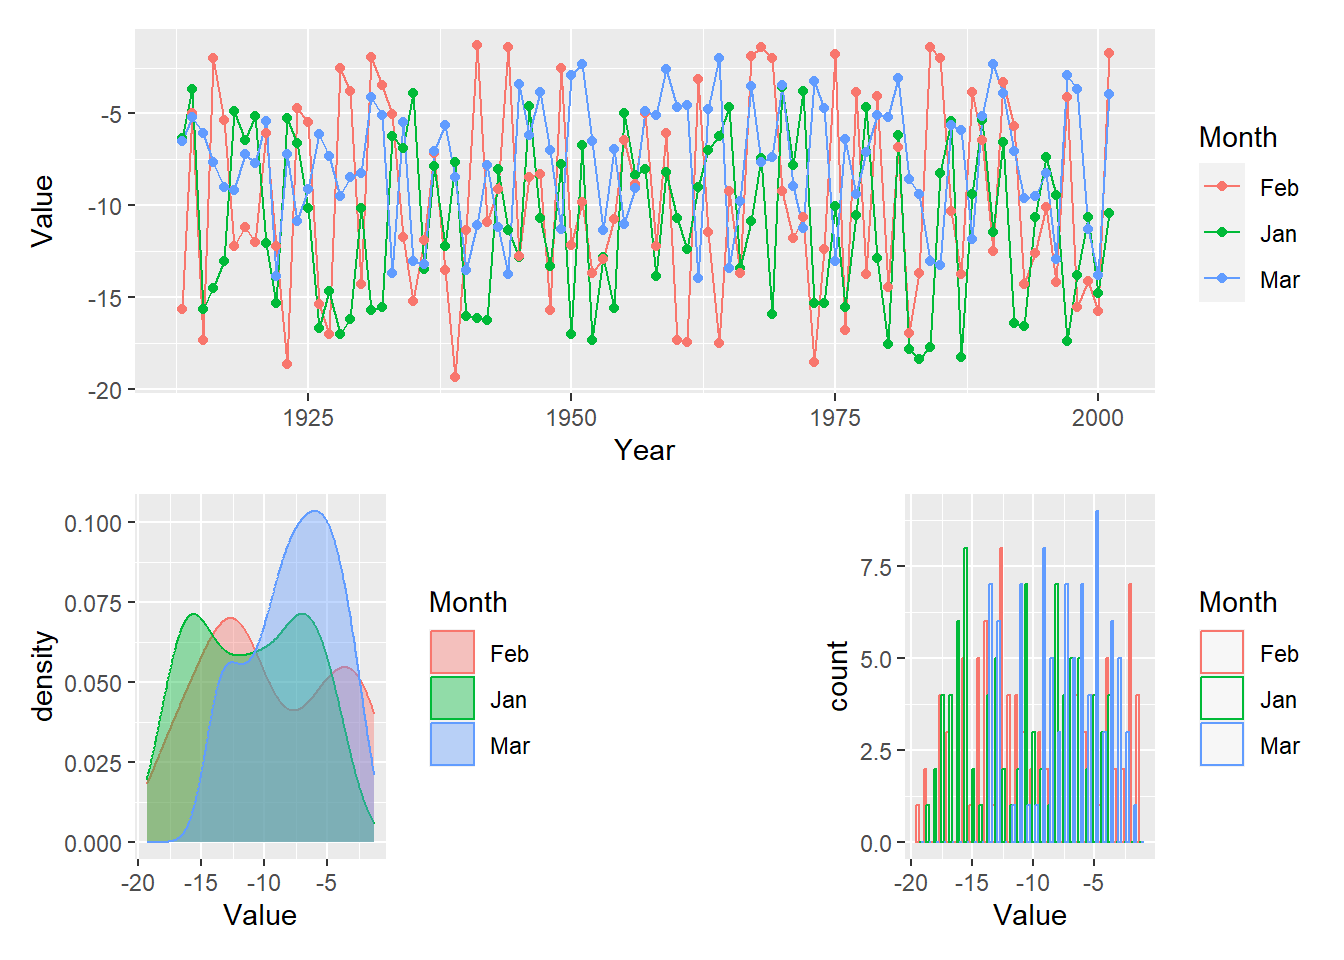 Value
-5
-10
-15
-20
1925 1950 1975 2000
Year
Month
Feb
Jan
Mar
density
0.100
0.075
0.050
0.025
0.000
-20 -15 -10 -5
Value
Month
Feb
Jan
Mar
count
7.5
5.0
2.5
0.0
-20 -15 -10 -5
Value
Month
Feb
Jan
Mar